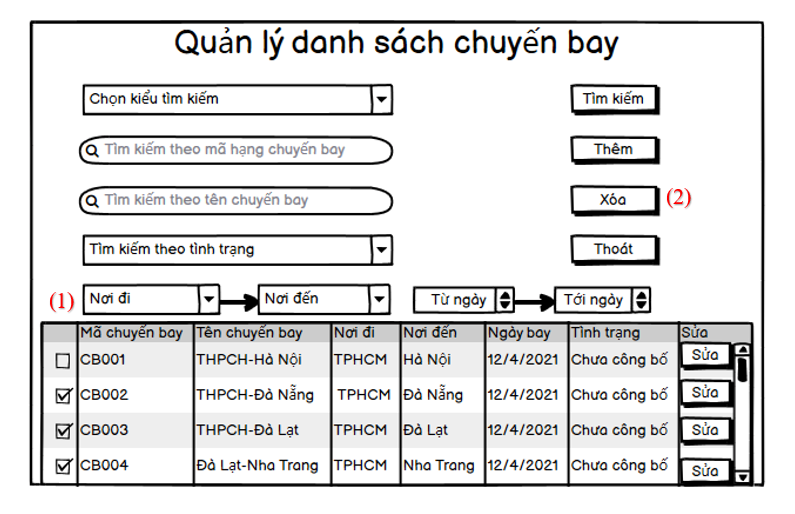 Quản lý danh sách chuyến bay
Chọn kiểu tìm kiếm
Tìm kiếm
Tìm kiếm theo mã hạng chuyến bay
Thêm
Tìm kiếm theo tên chuyến bay
Xóa (2)
Tìm kiếm theo tình trạng
Thoát
(1) Nơi đi Nơi đến Từ ngày Tới ngày
Mã chuyến bay Tên chuyến bay Nơi đi Nơi đến Ngày bay Tình trạng Sửa
CB001 THPCH-Hà Nội TPHCM Hà Nội 12/4/2021 Chưa công bố Sửa
CB002 THPCH-Đà Nẵng TPHCM Đà Nẵng 12/4/2021 Chưa công bố Sửa
CB003 THPCH-Đà Lạt TPHCM Đà Lạt 12/4/2021 Chưa công bố Sửa
CB004 Đà Lạt-Nha Trang TPHCM Nha Trang 12/4/2021 Chưa công bố Sửa